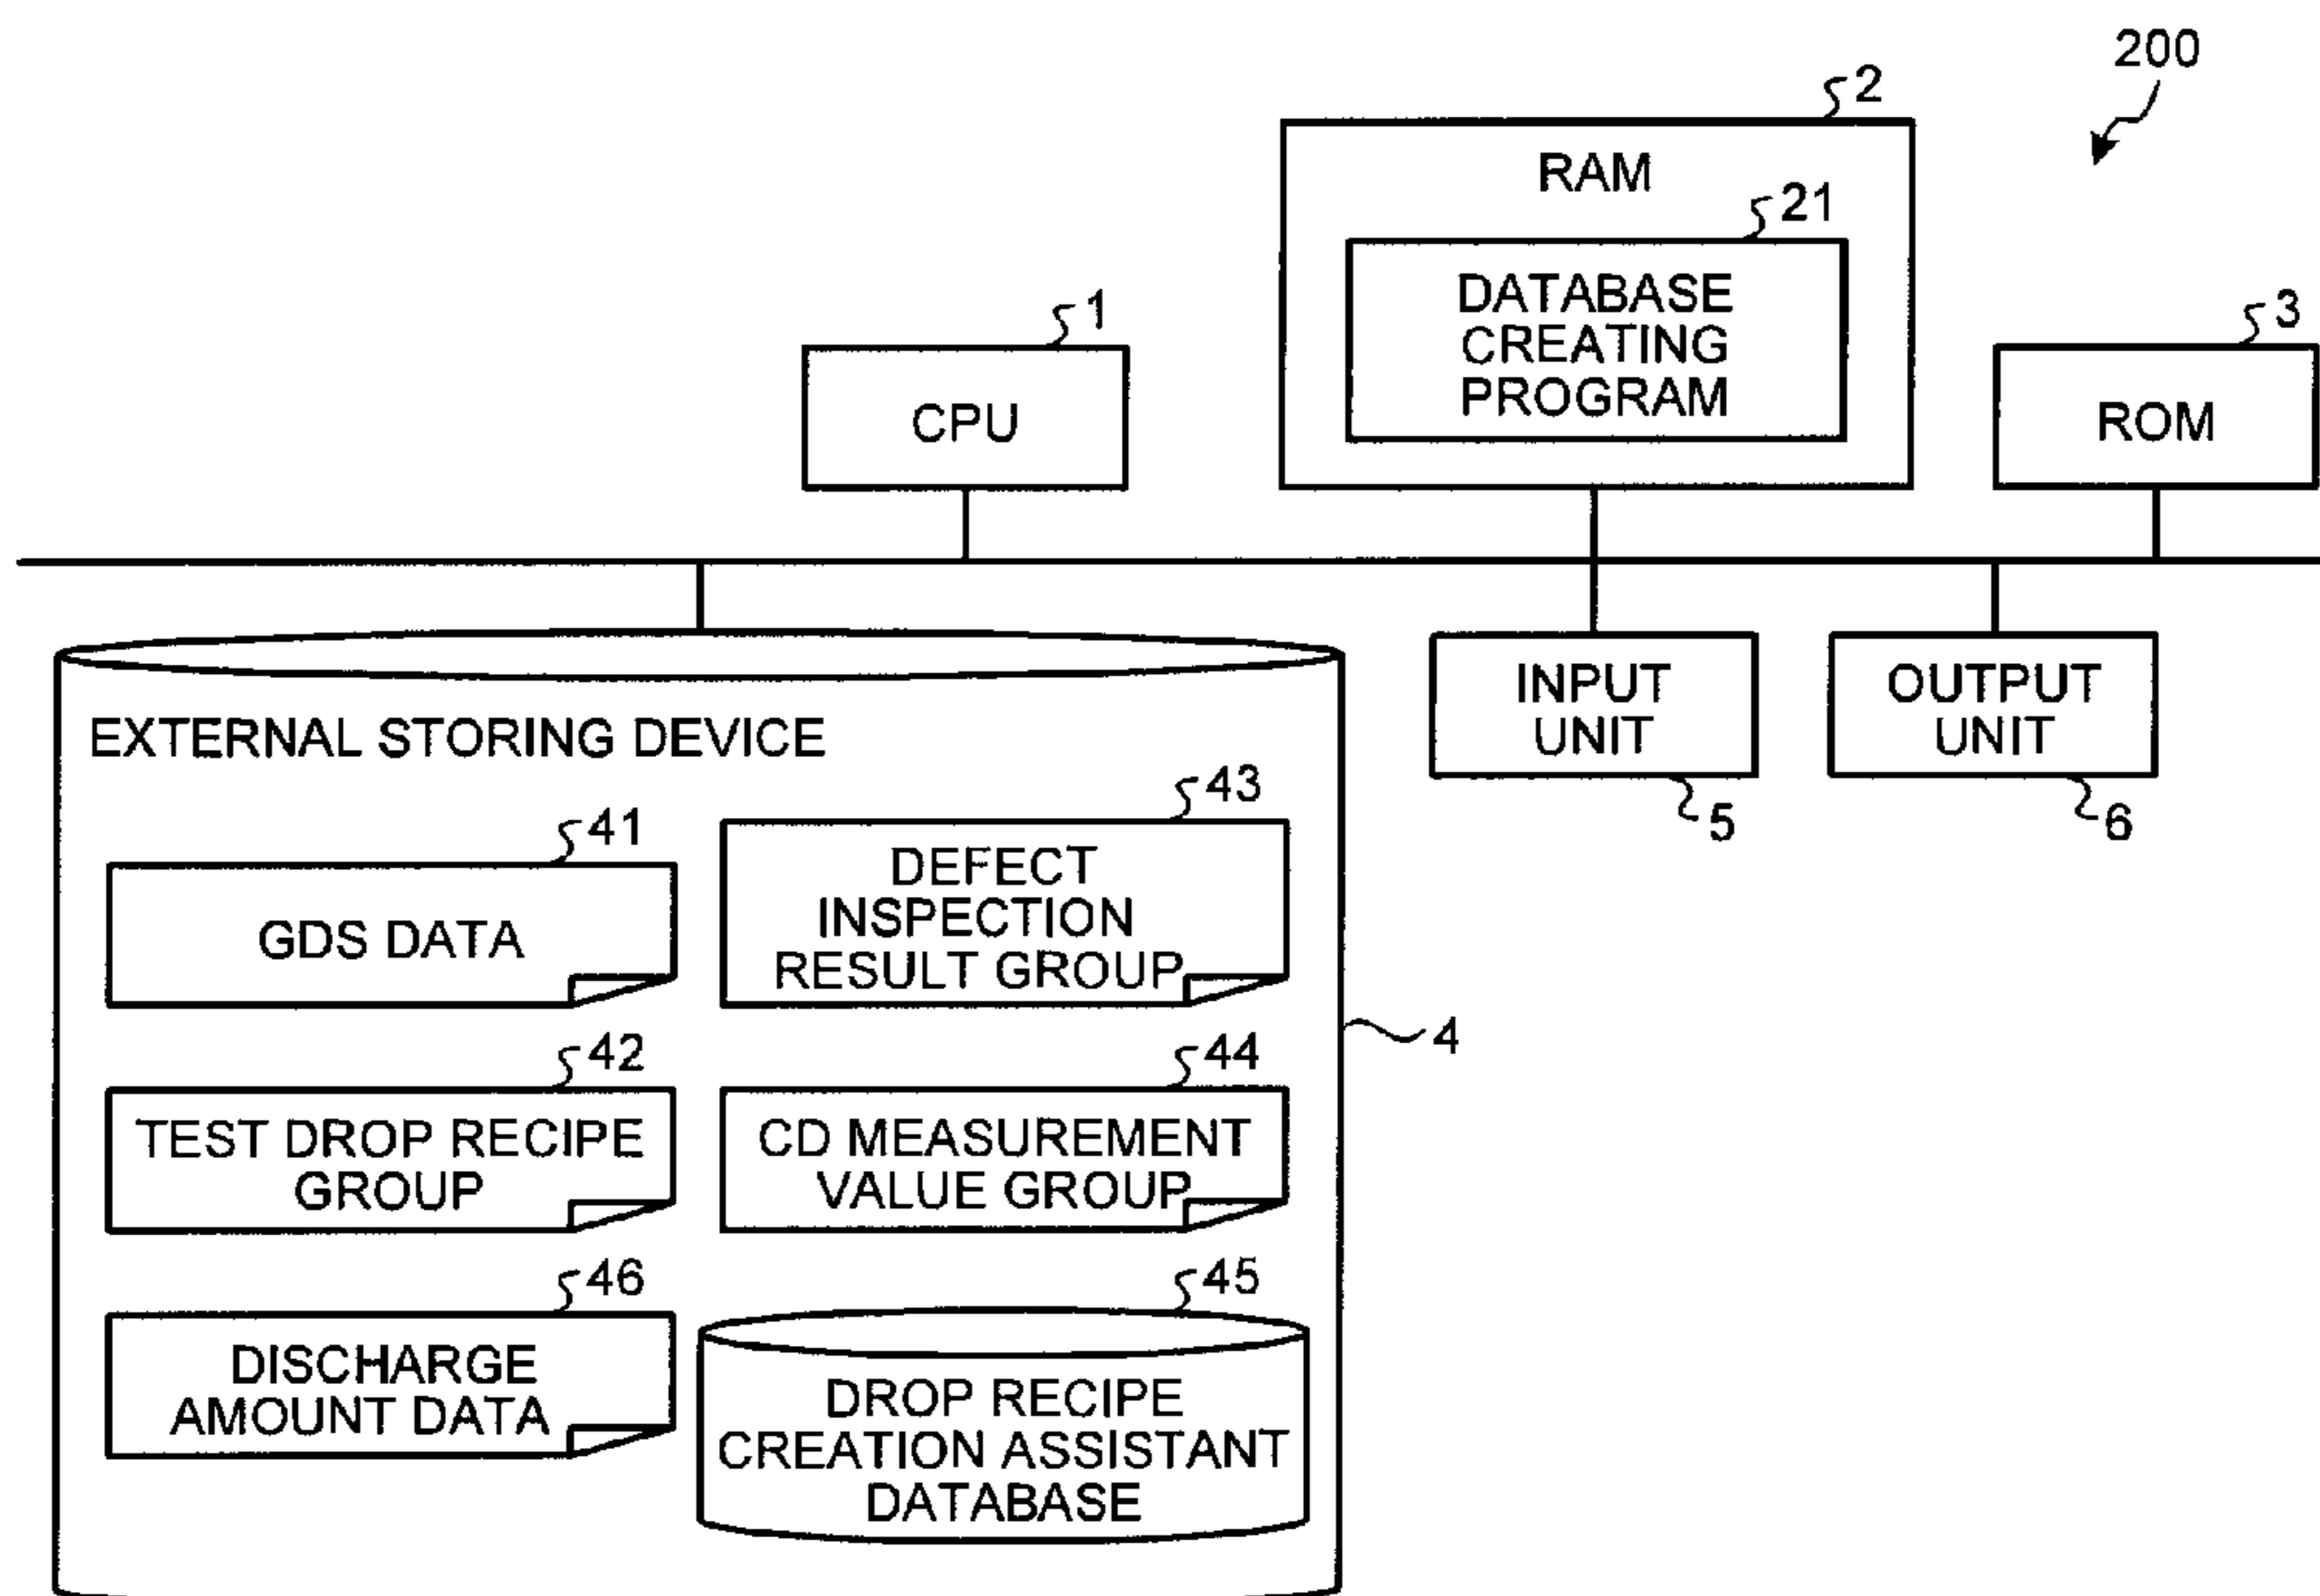 200
2
RAM
21
DATABASE
CREATING
PROGRAM
1
CPU
3
ROM
EXTERNAL STORING DEVICE
INPUT
UNIT
5
OUTPUT
UNIT
6
41
GDS DATA
43
DEFECT
INSPECTION
RESULT GROUP
4
42
TEST DROP RECIPE
GROUP
44
CD MEASUREMENT
VALUE GROUP
46
DISCHARGE
AMOUNT DATA
45
DROP RECIPE
CREATION ASSISTANT
DATABASE